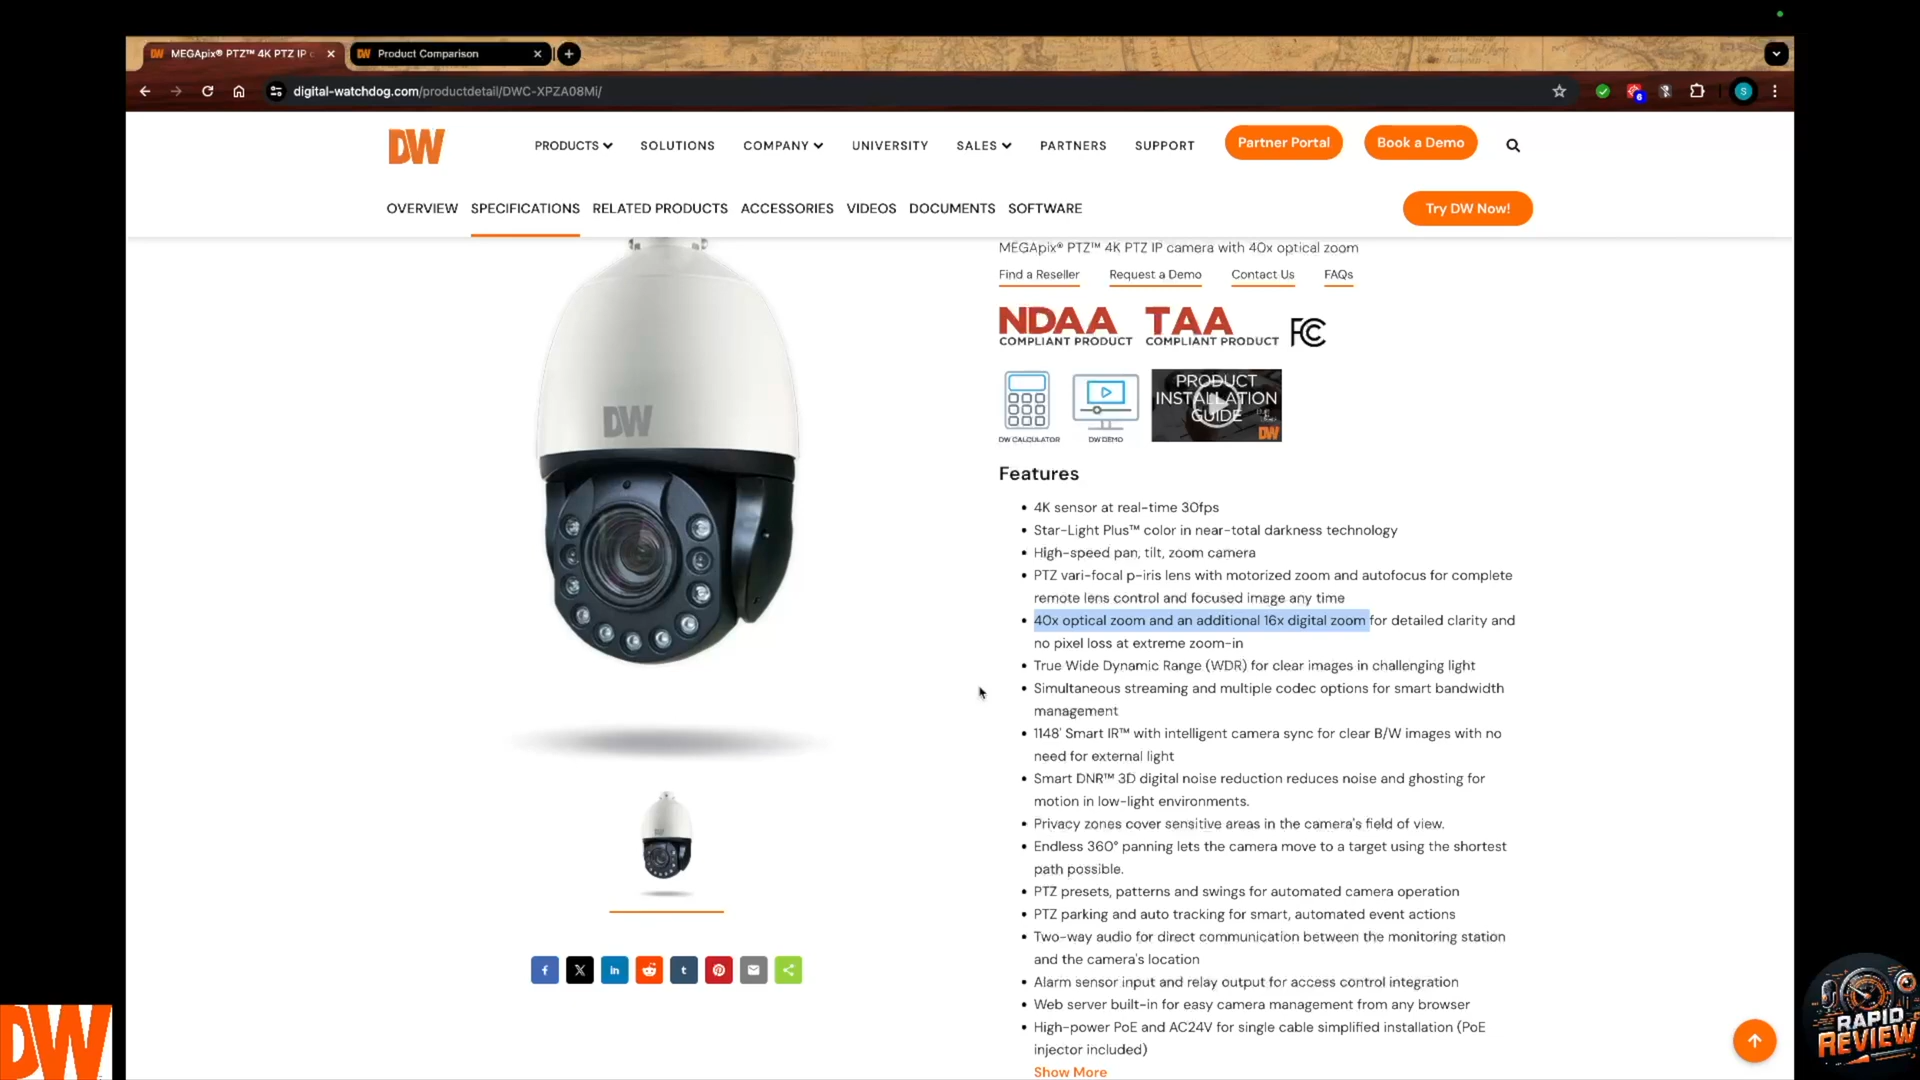 MEGApix® PTZ™ 4K PTZ IP c
Product Comparison
digital-watchdog.com/productdetail/DWC-XPZA08Mi/
6
S
DW
PRODUCTS
SOLUTIONS
COMPANY
UNIVERSITY
SALES
PARTNERS
SUPPORT
Partner Portal
Book a Demo
OVERVIEW
SPECIFICATIONS
RELATED PRODUCTS
ACCESSORIES
VIDEOS
DOCUMENTS
SOFTWARE
Try DW Now!
MEGApix® PTZ™ 4K PTZ IP camera with 40x optical zoom
Find a Reseller
Request a Demo
Contact Us
FAQs
NDAA
COMPLIANT PRODUCT
TAA
COMPLIANT PRODUCT
FC
DW CALCULATOR
DW DEMO
PRODUCT
INSTALLATION
GUIDE
DW
DW
Features
• 4K sensor at real-time 30fps
• Star-Light Plus™ color in near-total darkness technology
• High-speed pan, tilt, zoom camera
• PTZ vari-focal p-iris lens with motorized zoom and autofocus for complete
remote lens control and focused image any time
• 40x optical zoom and an additional 16x digital zoom for detailed clarity and
no pixel loss at extreme zoom-in
• True Wide Dynamic Range (WDR) for clear images in challenging light
• Simultaneous streaming and multiple codec options for smart bandwidth
management
• 1148' Smart IR™ with intelligent camera sync for clear B/W images with no
need for external light
• Smart DNR™ 3D digital noise reduction reduces noise and ghosting for
motion in low-light environments.
• Privacy zones cover sensitive areas in the camera's field of view.
• Endless 360° panning lets the camera move to a target using the shortest
path possible.
• PTZ presets, patterns and swings for automated camera operation
• PTZ parking and auto tracking for smart, automated event actions
• Two-way audio for direct communication between the monitoring station
and the camera's location
• Alarm sensor input and relay output for access control integration
• Web server built-in for easy camera management from any browser
• High-power PoE and AC24V for single cable simplified installation (PoE
injector included)
Show More
DW
RAPID
REVIEW